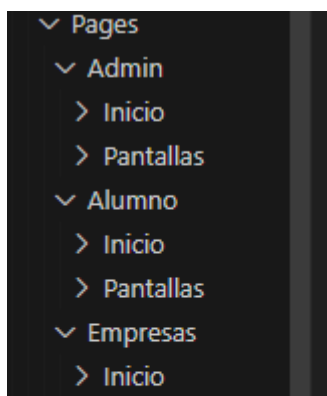 Pages
Admin
Inicio
Pantallas
Alumno
Inicio
Pantallas
Empresas
Inicio